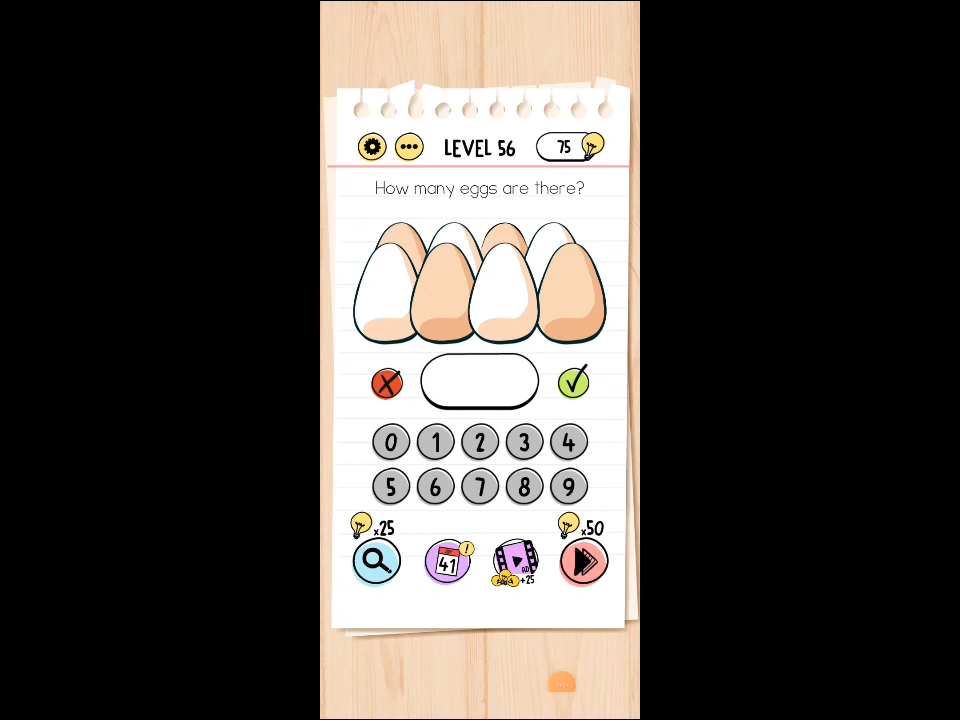 LEVEL 56
75
How many eggs are there?
0 1 2 3 4
5 6 7 8 9
x25
x50
!
41
AD
+25